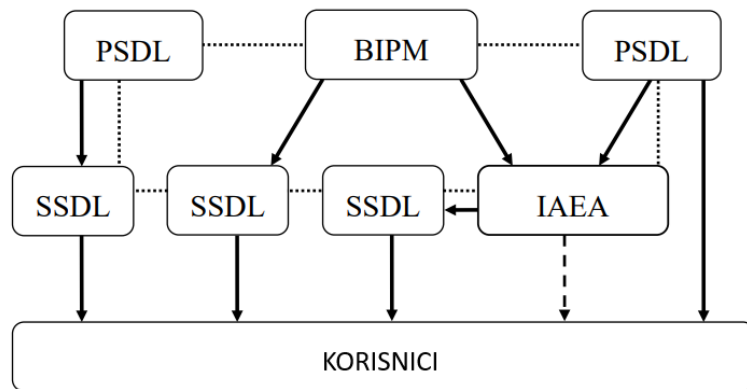 PSDL
BIPM
PSDL
SSDL
SSDL
SSDL
IAEA
KORISNICI